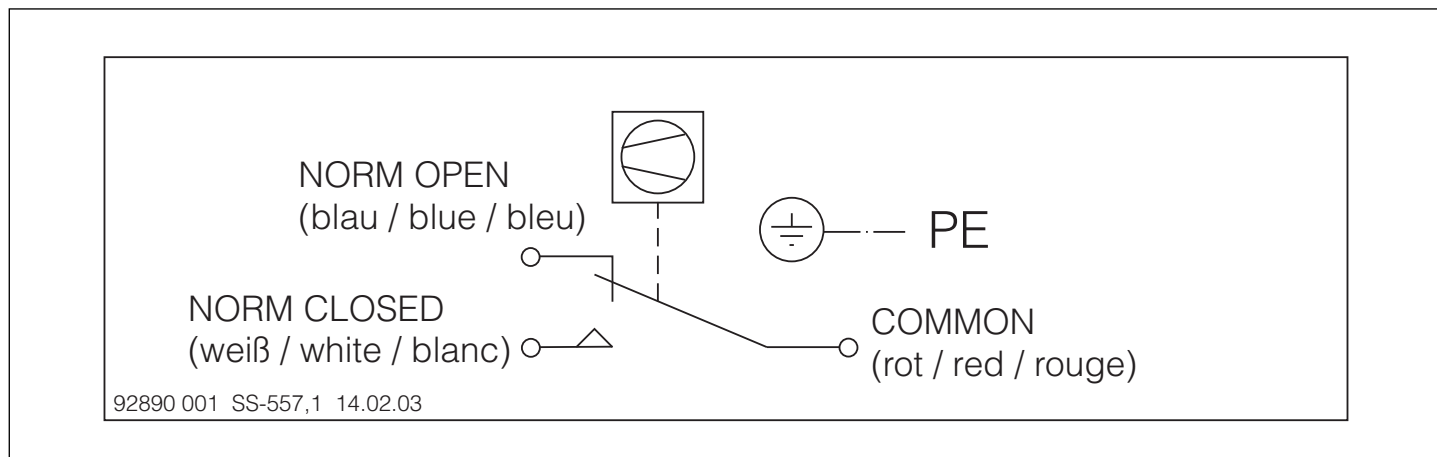 NORM OPEN
(blau / blue / bleu)
PE
NORM CLOSED
(weiß / white / blanc)
COMMON
(rot / red / rouge)
92890 001 SS-557,1 14.02.03